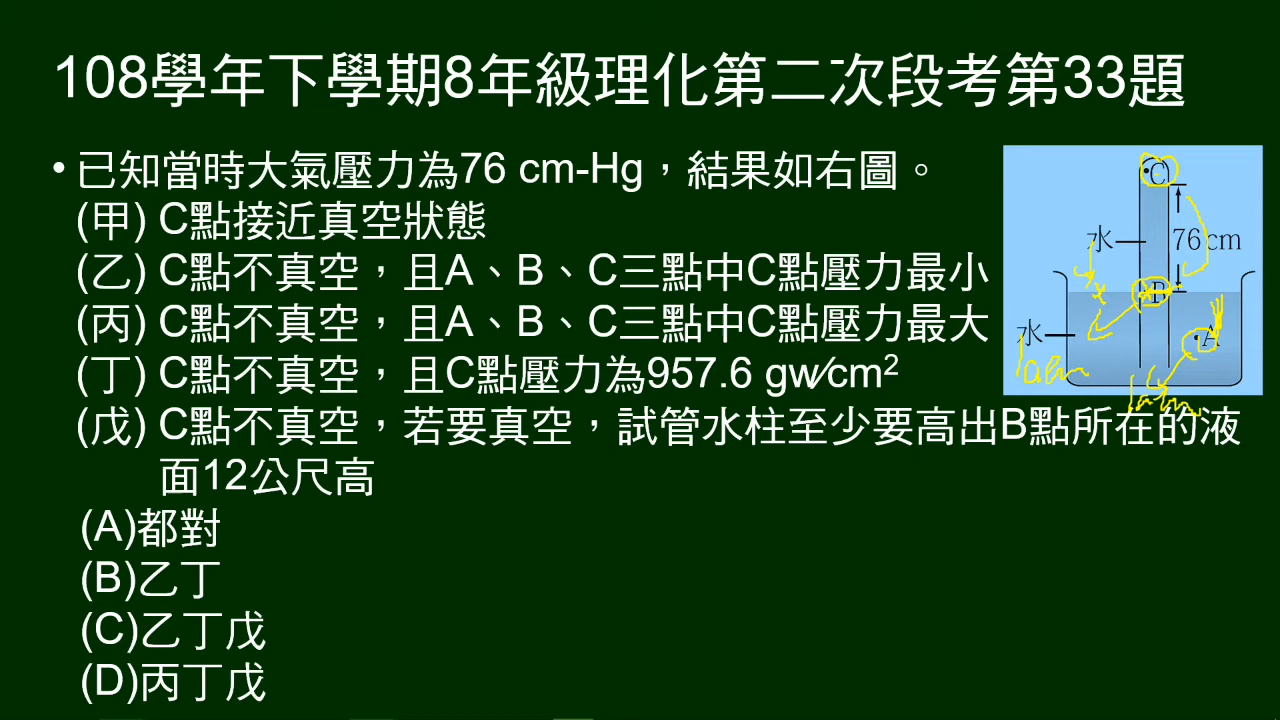 108學年下學期8年級理化第二次段考第33題
• 已知當時大氣壓力為76 cm-Hg，結果如右圖。
(甲) C點接近真空狀態
(乙) C點不真空，且A、B、C三點中C點壓力最小
(丙) C點不真空，且A、B、C三點中C點壓力最大
(丁) C點不真空，且C點壓力為957.6 gw∕cm²
(戊) C點不真空，若要真空，試管水柱至少要高出B點所在的液
面12公尺高
(A)都對
(B)乙丁
(C)乙丁戊
(D)丙丁戊
C
水
76 cm
B
水
A
1atm